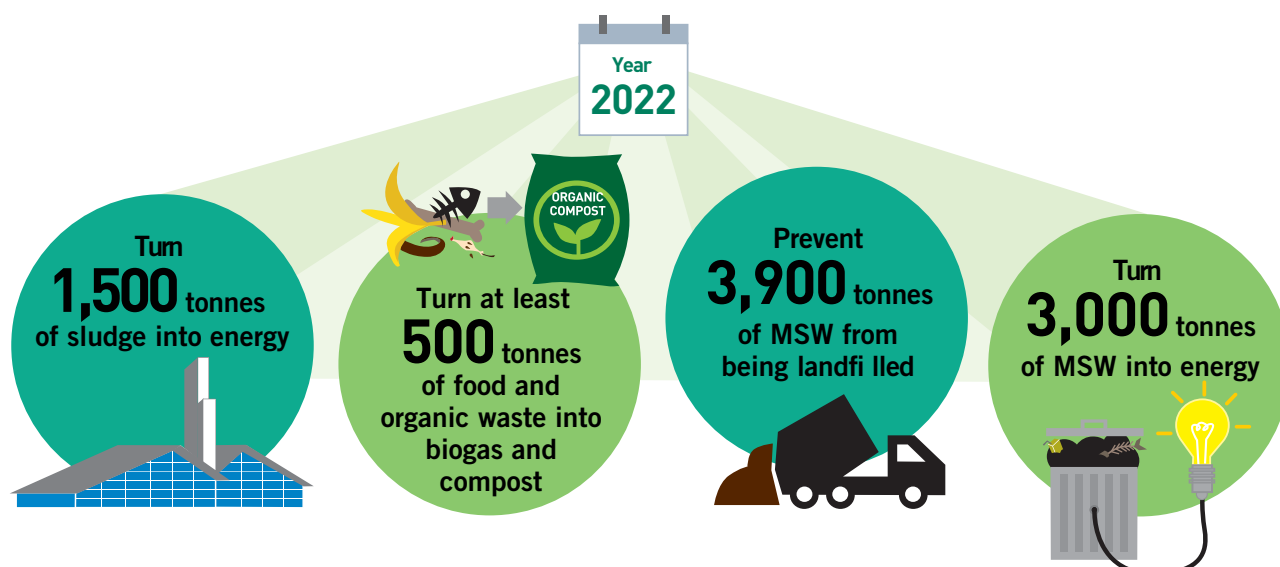 Year
2022
Turn
1,500 tonnes
of sludge into energy
ORGANIC
COMPOST
Turn at least
500 tonnes
of food and
organic waste into
biogas and
compost
Prevent
3,900 tonnes
of MSW from
being landfi lled
Turn
3,000 tonnes
of MSW into energy